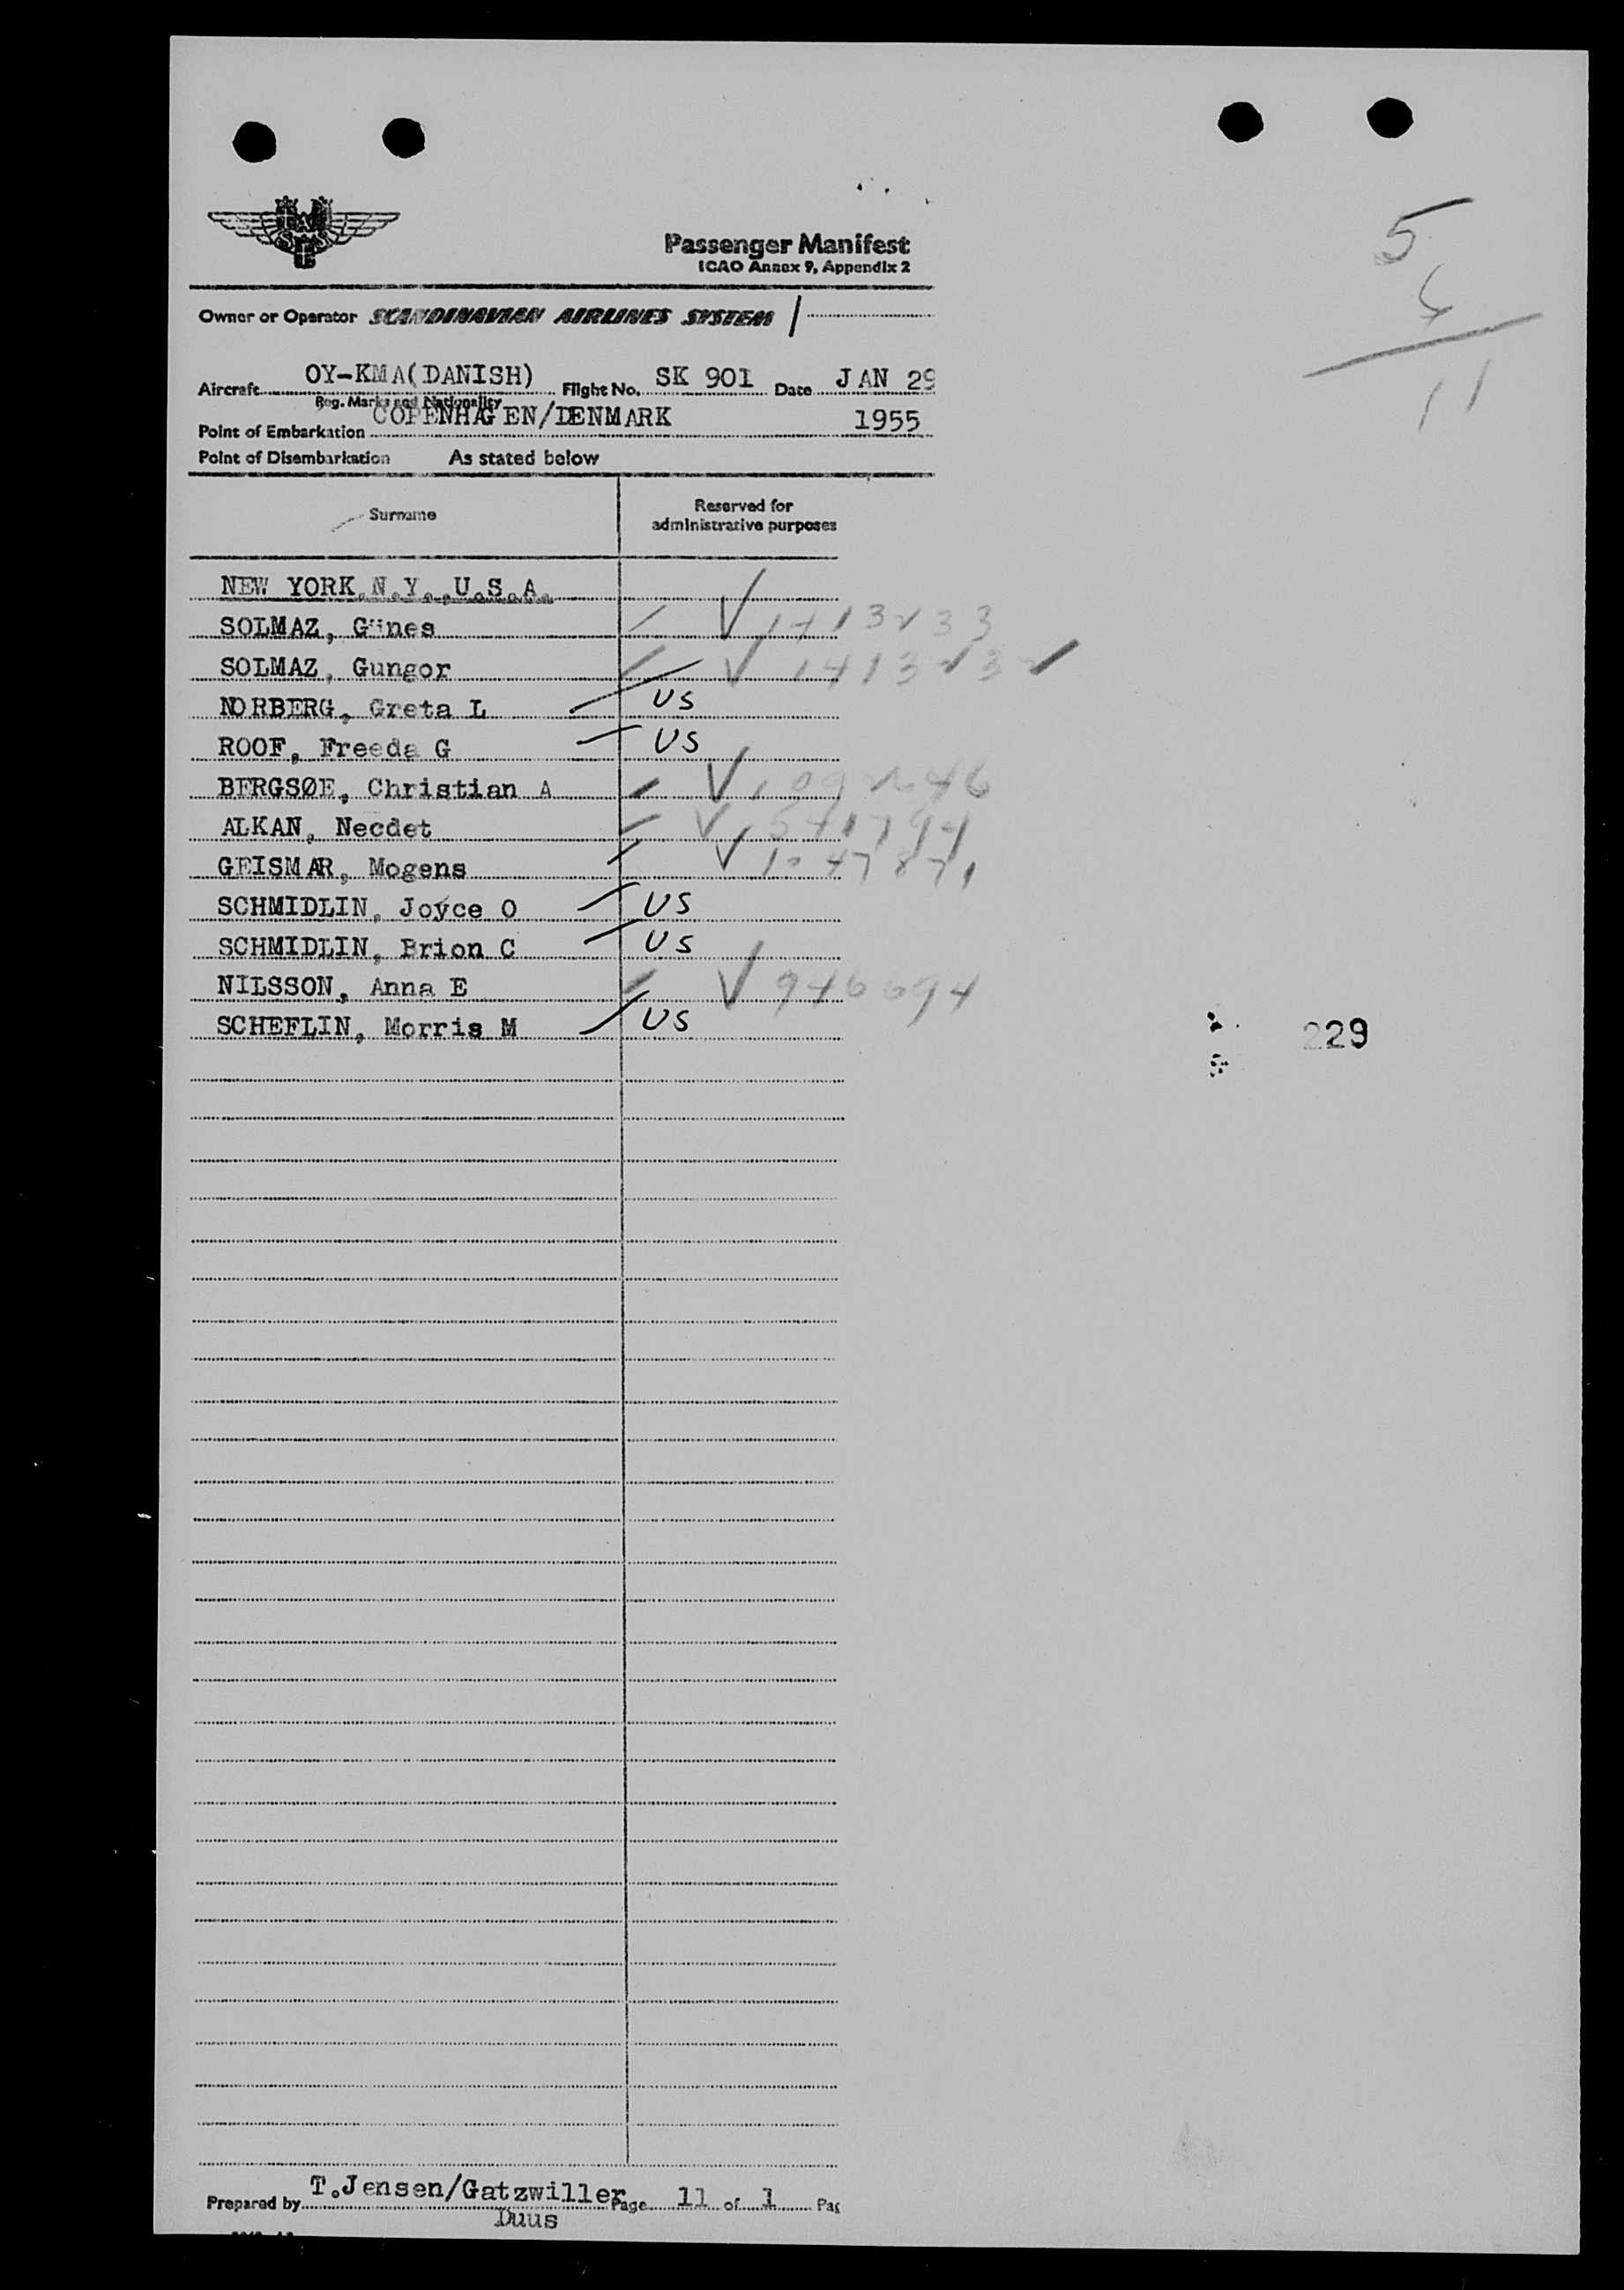 Passenger Manifest
ICAO Annex 9, Appendix 2
5
6
11
Owner or Operator SCANDINAVIAN AIRLINES SYSTEM
Aircraft OY-KMA(DANISH) Flight No. SK 901 Date JAN 29
Reg. Marks and Nationality
Point of Embarkation COPENHAGEN/DENMARK 1955
Point of Disembarkation As stated below
Surname
Reserved for
administrative purposes
NEW YORK,N.Y.,U.S.A.
SOLMAZ, Günes
SOLMAZ, Gungor
NORBERG, Greta L US
ROOF, Freeda G US
BERGSØE, Christian A
ALKAN, Necdet
GEISMAR, Mogens
SCHMIDLIN, Joyce O US
SCHMIDLIN, Brion C US
NILSSON, Anna E 946694
SCHEFLIN, Morris M US
229
Prepared by T.Jensen/Gatzwiller Page 11 of 1 Pag
Duus